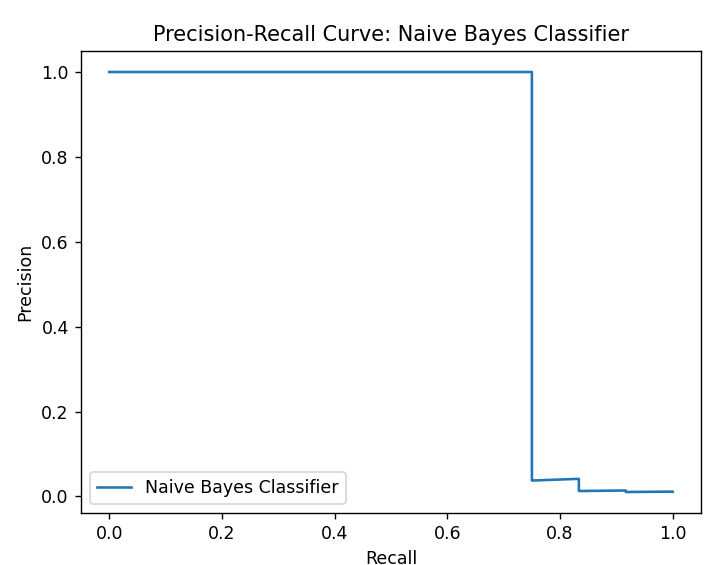 Precision-Recall Curve: Naive Bayes Classifier
1.0
0.8
0.6
0.4
0.2
0.0
Precision
Naive Bayes Classifier
0.0 0.2 0.4 0.6 0.8 1.0
Recall